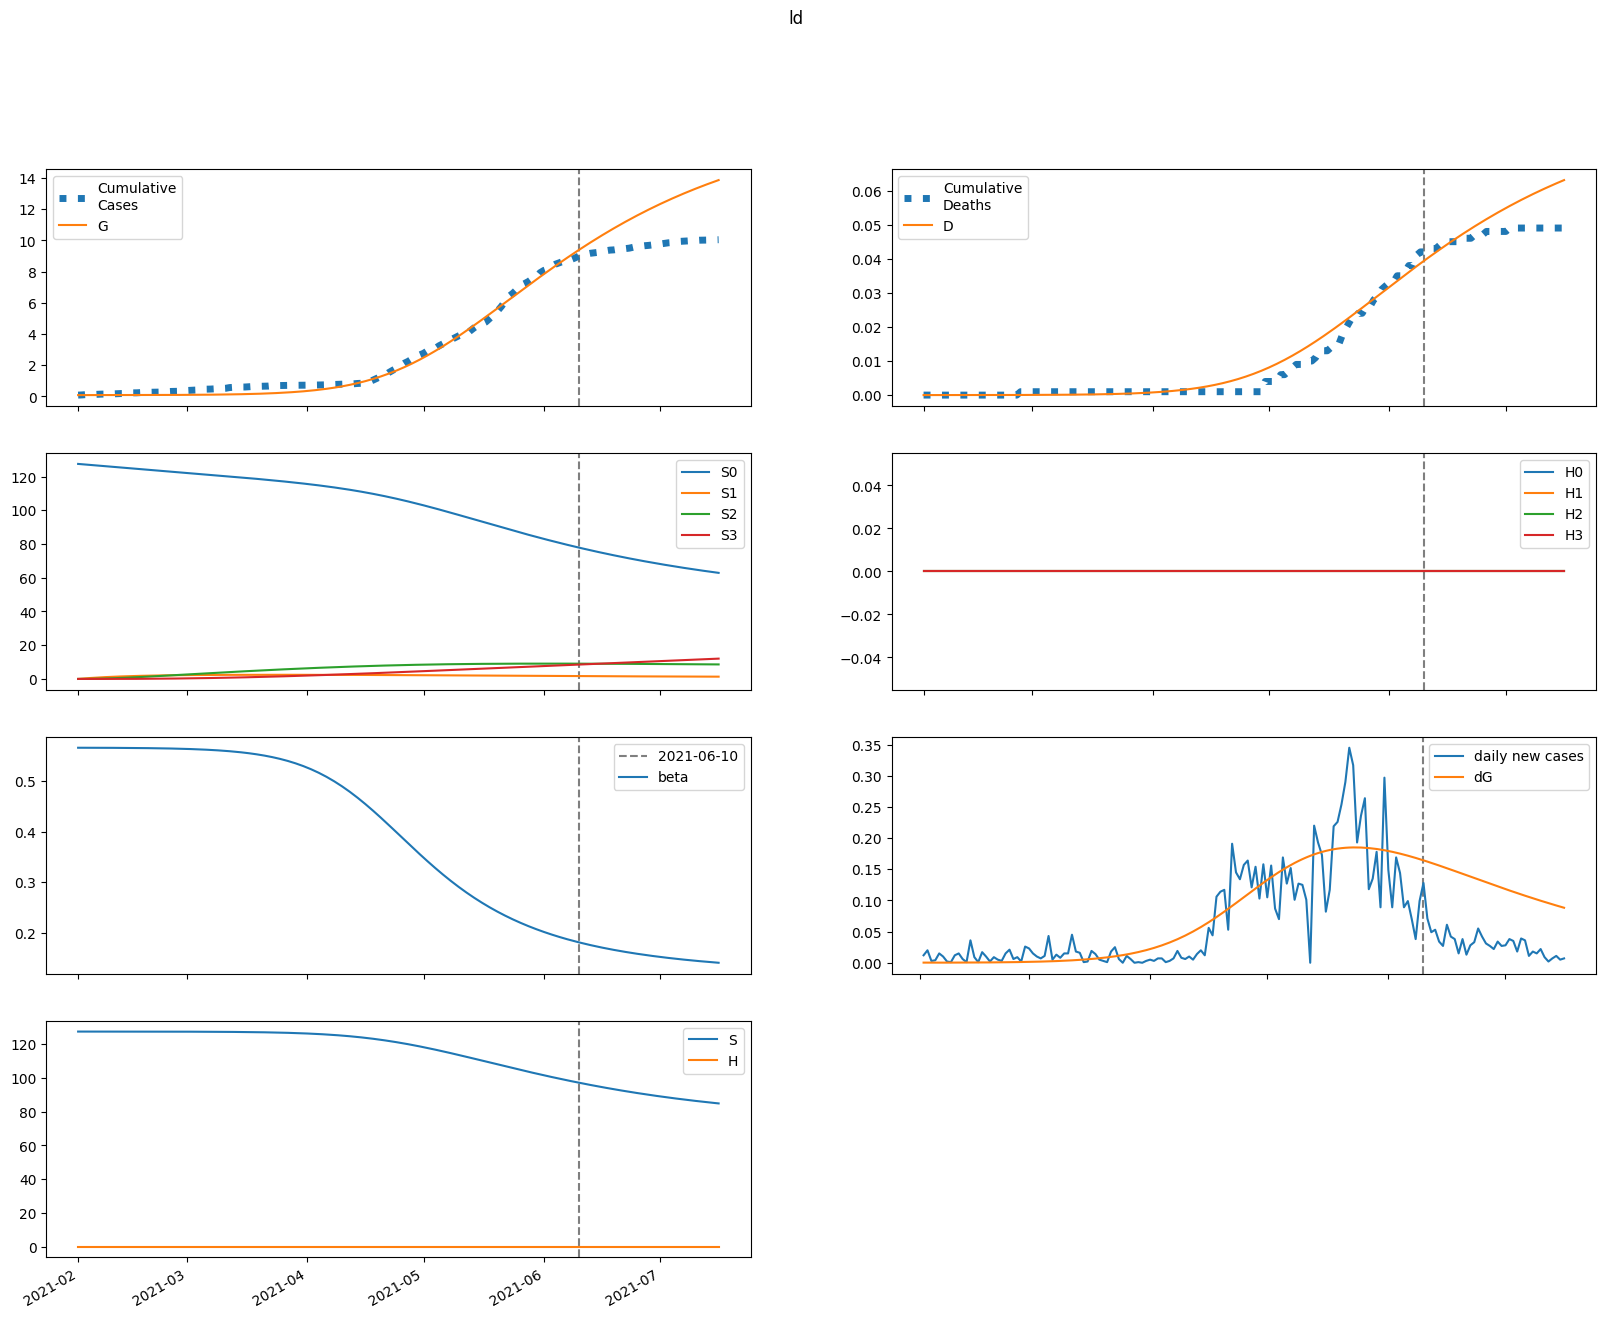 ld
14
12
10
8
6
4
2
0
Cumulative
Cases
G
0.06
0.05
0.04
0.03
0.02
0.01
0.00
Cumulative
Deaths
D
120
100
80
60
40
20
0
S0
S1
S2
S3
0.04
0.02
0.00
−0.02
−0.04
H0
H1
H2
H3
0.5
0.4
0.3
0.2
2021-06-10
beta
0.35
0.30
0.25
0.20
0.15
0.10
0.05
0.00
daily new cases
dG
120
100
80
60
40
20
0
S
H
2021-02
2021-03
2021-04
2021-05
2021-06
2021-07